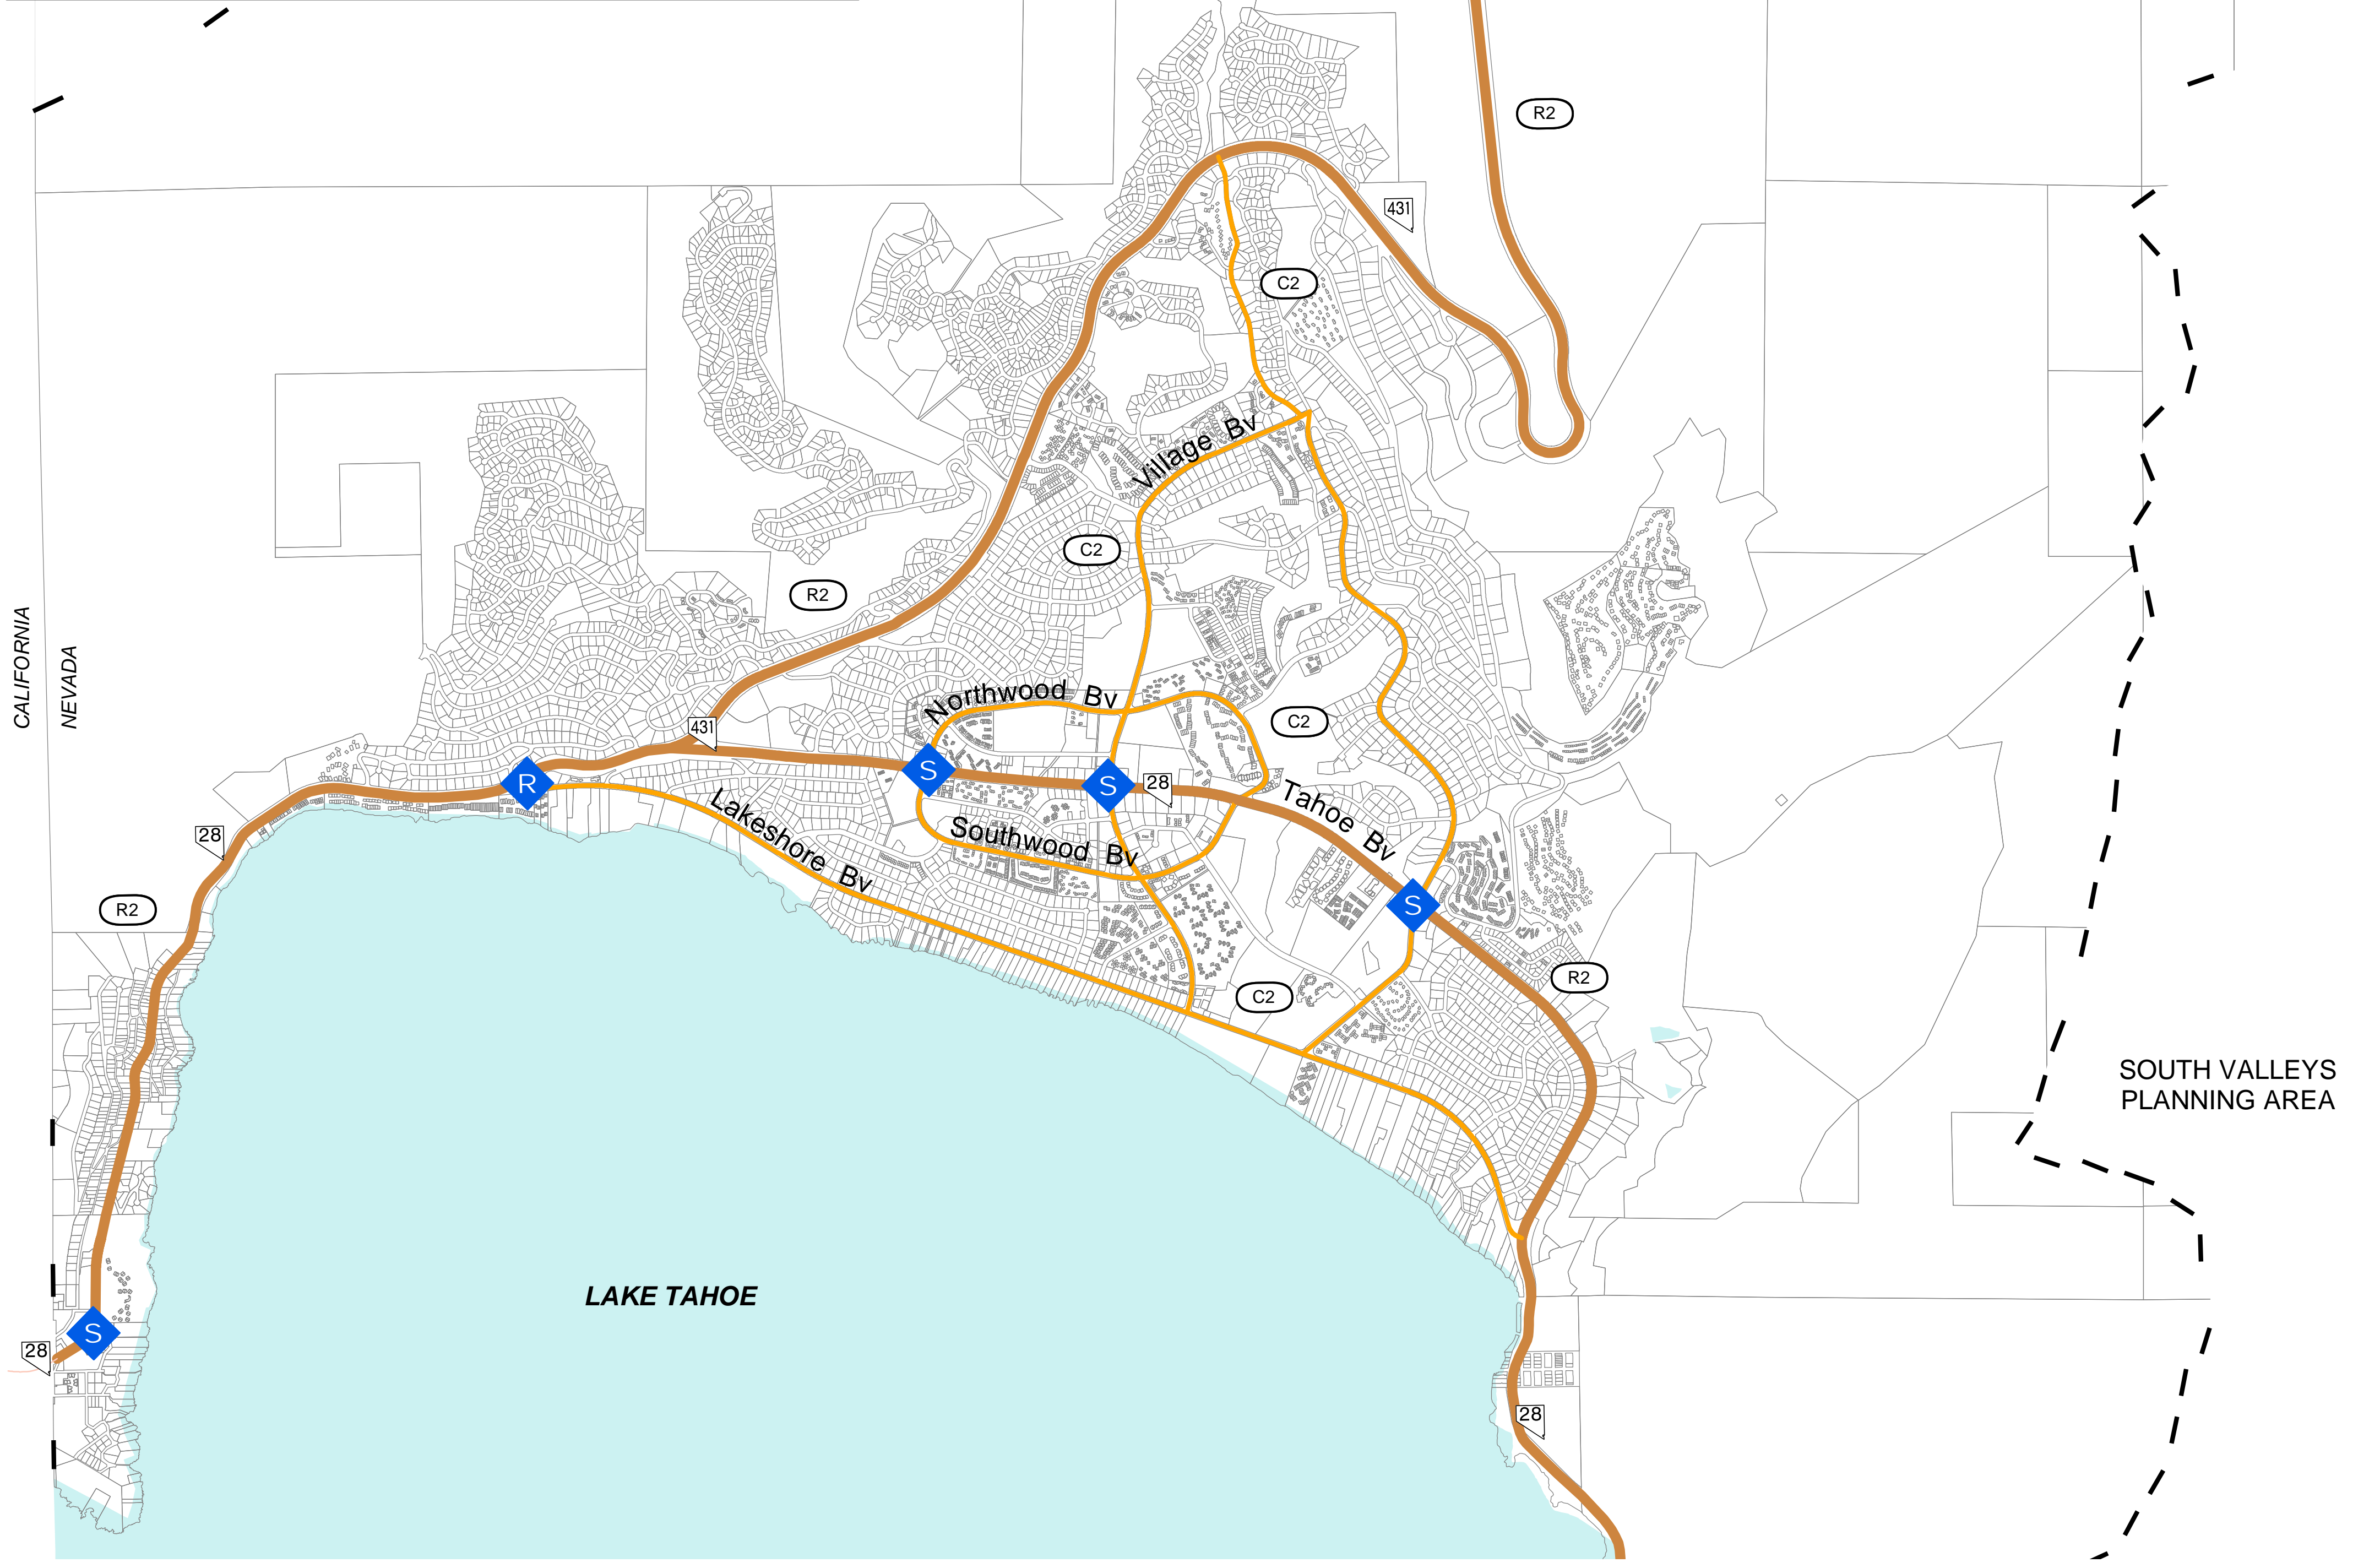 R2
431
C2
Village Bv
C2
R2
CALIFORNIA
NEVADA
Northwood Bv
431
C2
S
R
S
28
Tahoe Bv
Lakeshore Bv
Southwood Bv
28
S
R2
R2
C2
SOUTH VALLEYS
PLANNING AREA
LAKE TAHOE
S
28
28